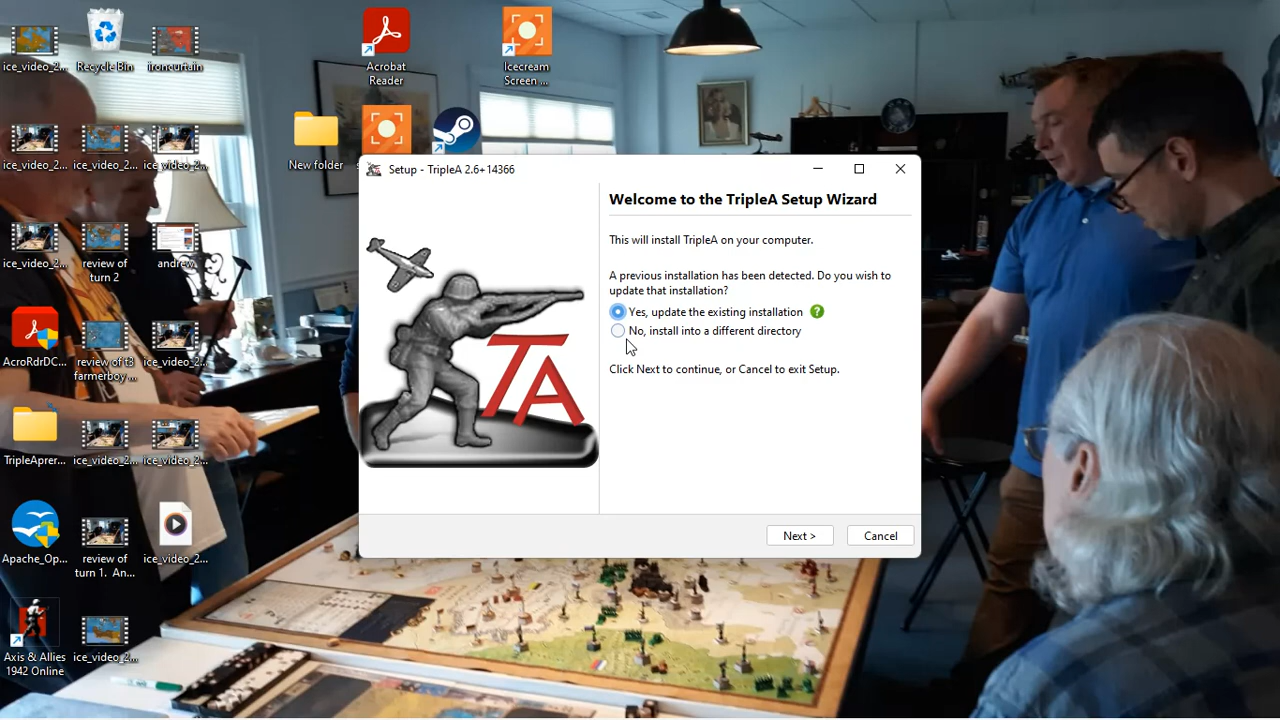 ice_video_2...
Recycle Bin
ironcurtain
Acrobat
Reader
Icecream
Screen ...
ice_video_2...
ice_video_2...
ice_video_2...
New folder
ice_video_2...
review of
turn 2
andrew
AcroRdrDC...
review of t3
farmerboy ...
ice_video_2...
TripleAprer...
ice_video_2...
ice_video_2...
Apache_Op...
review of
turn 1. An...
ice_video_2...
Axis & Allies
1942 Online
ice_video_2...
Setup - TripleA 2.6+14366
TA
Welcome to the TripleA Setup Wizard
This will install TripleA on your computer.
A previous installation has been detected. Do you wish to
update that installation?
Yes, update the existing installation
?
No, install into a different directory
Click Next to continue, or Cancel to exit Setup.
Next >
Cancel